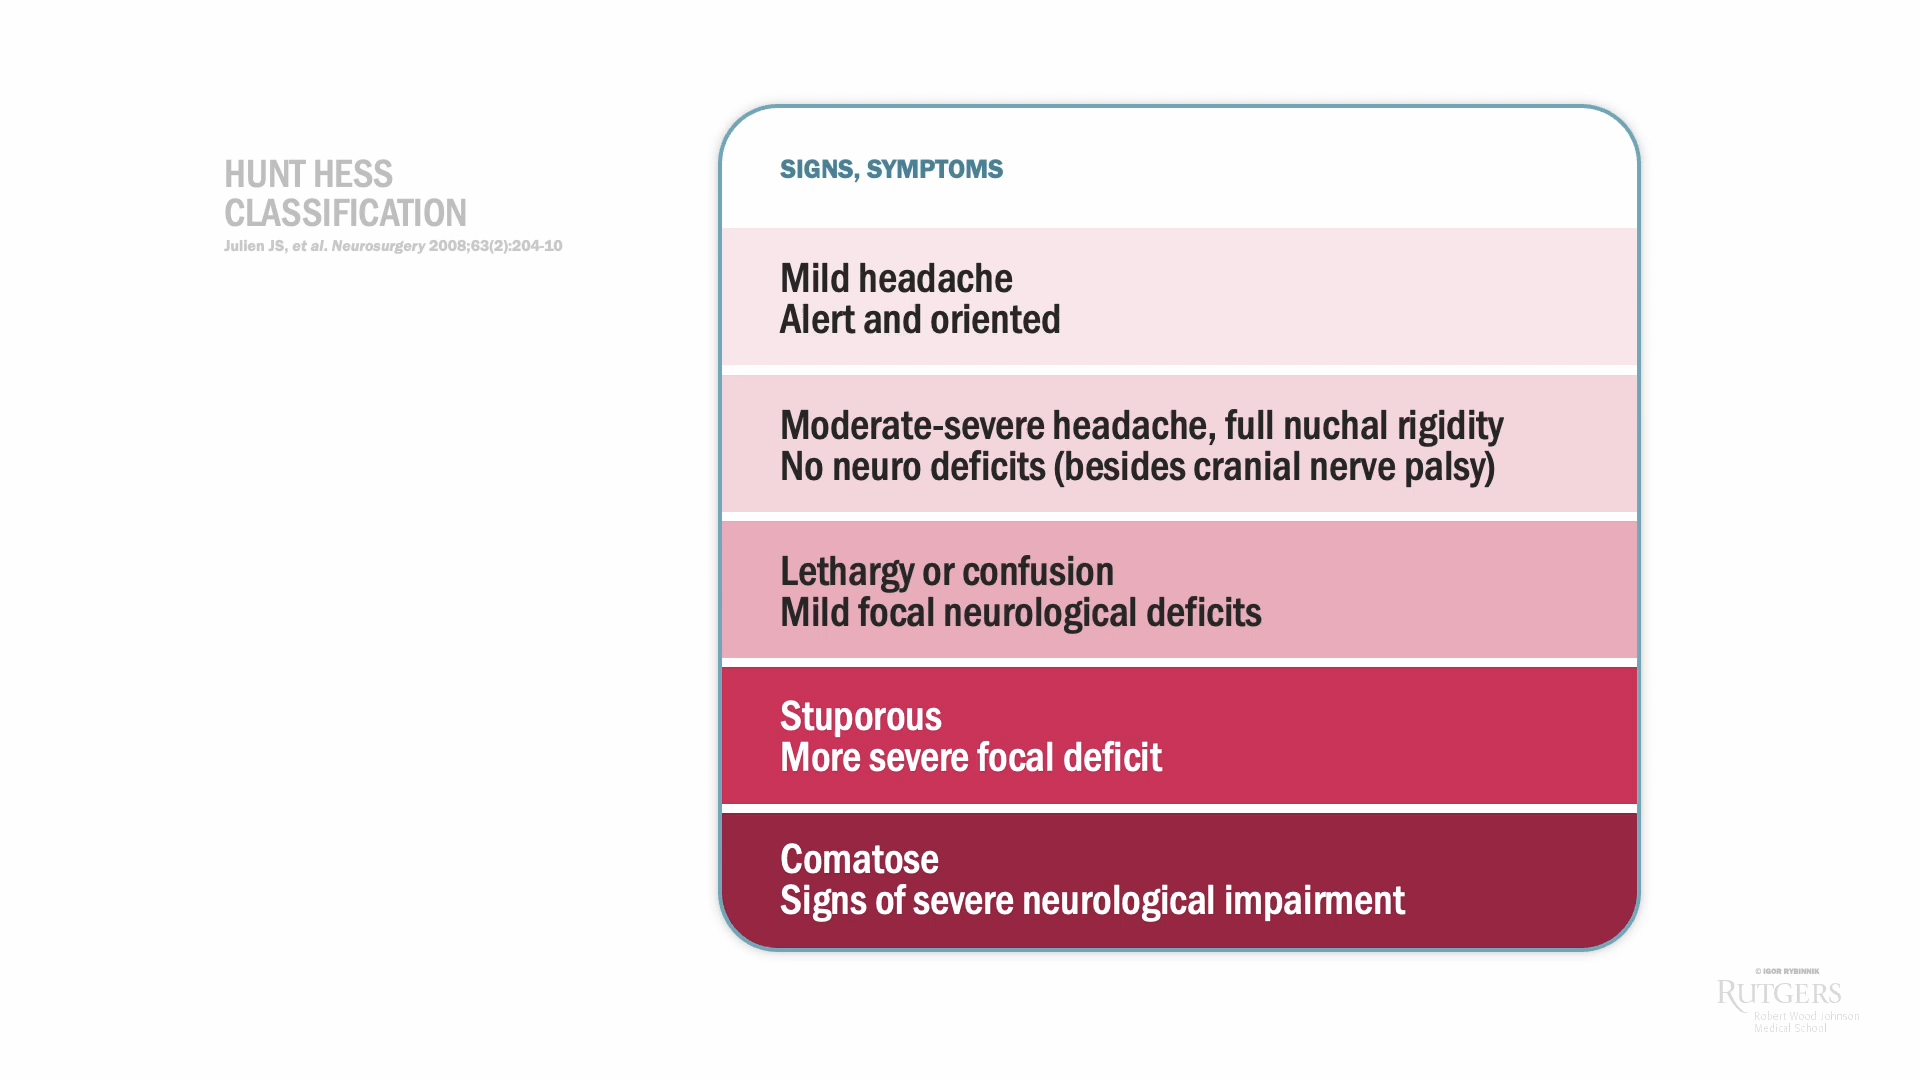 HUNT HESS
CLASSIFICATION
Julien JS, et al. Neurosurgery 2008;63(2):204-10
SIGNS, SYMPTOMS
Mild headache
Alert and oriented
Moderate-severe headache, full nuchal rigidity
No neuro deficits (besides cranial nerve palsy)
Lethargy or confusion
Mild focal neurological deficits
Stuporous
More severe focal deficit
Comatose
Signs of severe neurological impairment
© IGOR RYBINNIK
RUTGERS
Robert Wood Johnson
Medical School